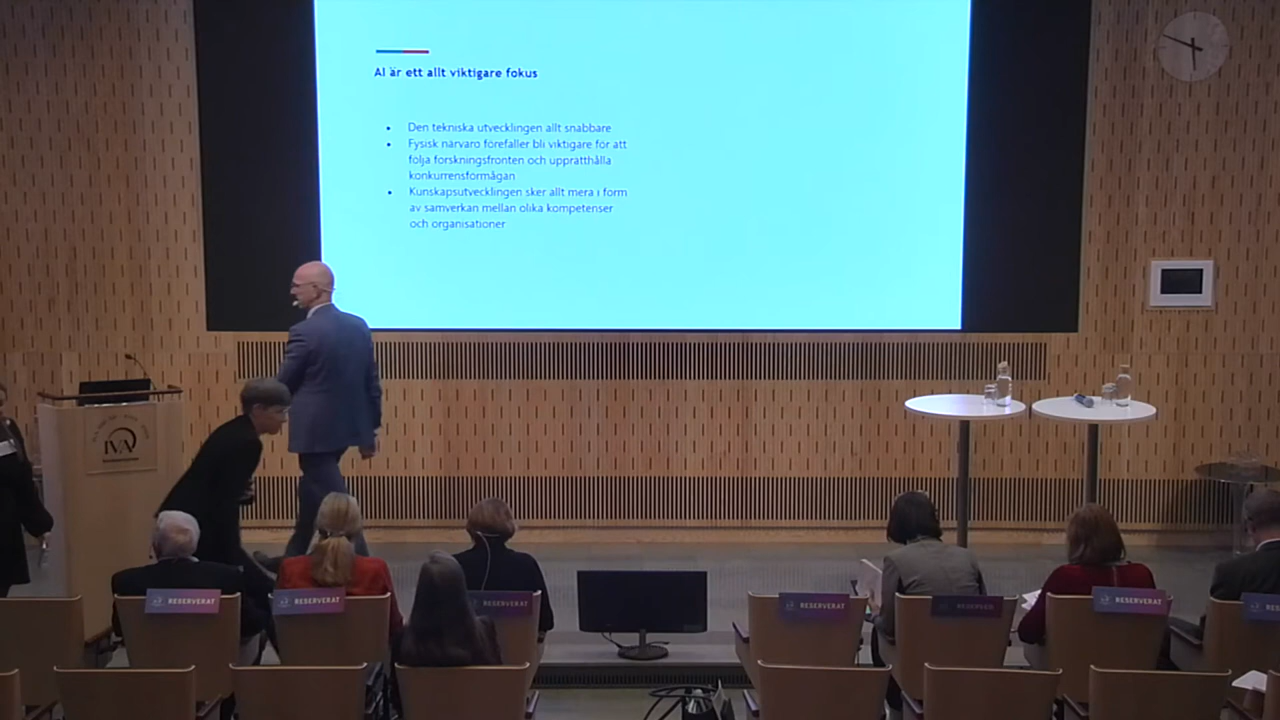 AI är ett allt viktigare fokus
• Den tekniska utvecklingen allt snabbare
• Fysisk närvaro förefaller bli viktigare för att
följa forskningsfronten och upprätthålla
konkurrensförmågan
• Kunskapsutvecklingen sker allt mera i form
av samverkan mellan olika kompetenser
och organisationer
IVA
RESERVERAT
RESERVERAT
RESERVERAT
RESERVERAT
RESERVERAT
RES